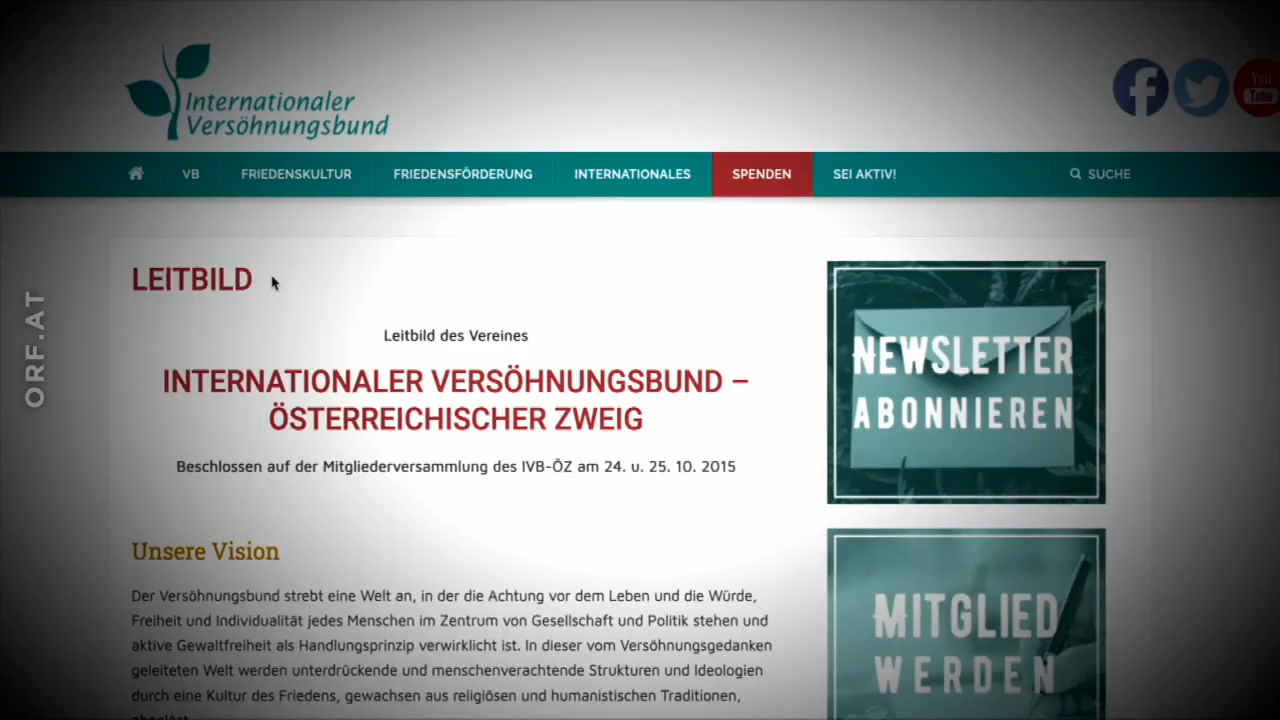 Internationaler
Versöhnungsbund
You
Tube
VB FRIEDENSKULTUR FRIEDENSFÖRDERUNG INTERNATIONALES SPENDEN SEI AKTIV! SUCHE
LEITBILD
Leitbild des Vereines
INTERNATIONALER VERSÖHNUNGSBUND –
ÖSTERREICHISCHER ZWEIG
Beschlossen auf der Mitgliederversammlung des IVB-ÖZ am 24. u. 25. 10. 2015
Unsere Vision
Der Versöhnungsbund strebt eine Welt an, in der die Achtung vor dem Leben und die Würde,
Freiheit und Individualität jedes Menschen im Zentrum von Gesellschaft und Politik stehen und
aktive Gewaltfreiheit als Handlungsprinzip verwirklicht ist. In dieser vom Versöhnungsgedanken
geleiteten Welt werden unterdrückende und menschenverachtende Strukturen und Ideologien
durch eine Kultur des Friedens, gewachsen aus religiösen und humanistischen Traditionen,
NEWSLETTER
ABONNIEREN
MITGLIED
WERDEN
ORF.AT